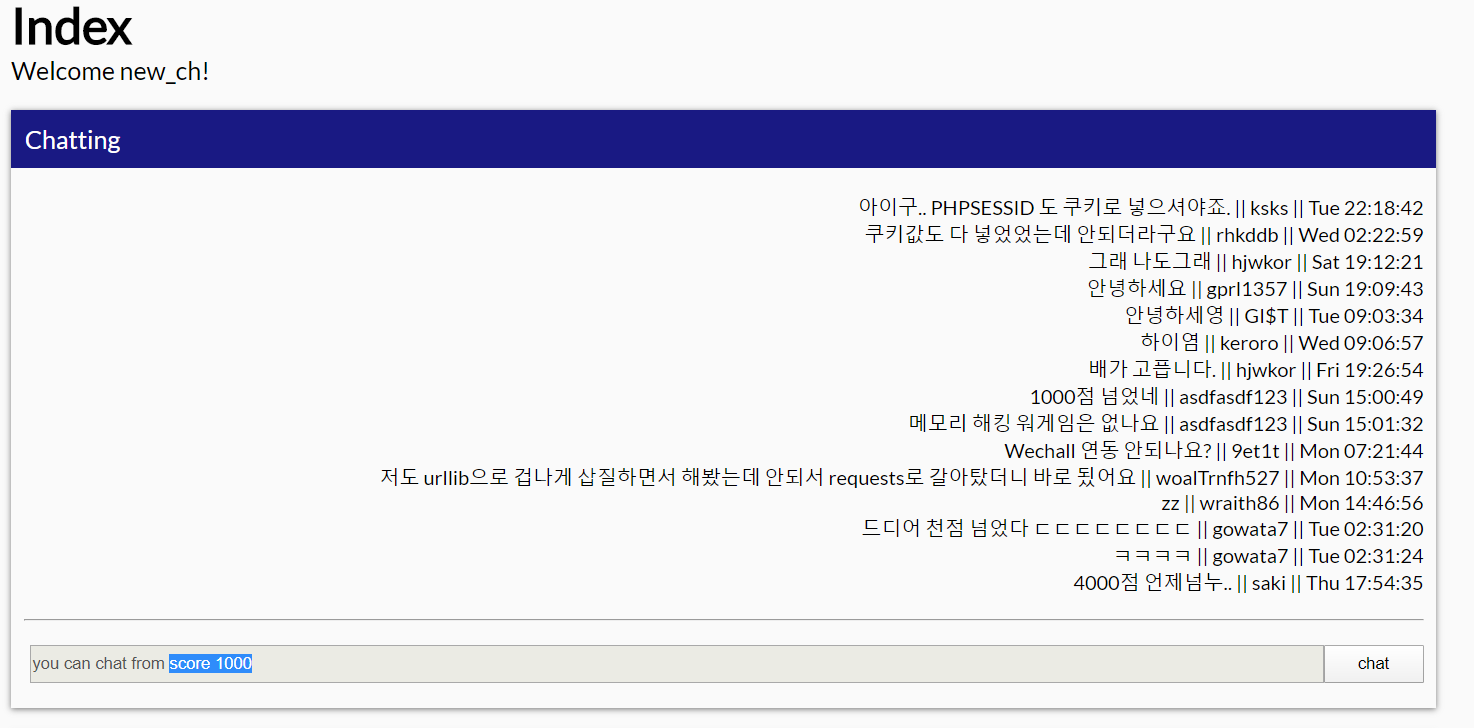 Index
Welcome new_ch!
Chatting
아이구.. PHPSESSID 도 쿠키로 넣으셔야죠. || ksks || Tue 22:18:42
쿠키값도 다 넣었었는데 안되더라구요 || rhkddb || Wed 02:22:59
그래 나도그래 || hjwkor || Sat 19:12:21
안녕하세요 || gprl1357 || Sun 19:09:43
안녕하세영 || GI$T || Tue 09:03:34
하이염 || keroro || Wed 09:06:57
배가 고픕니다. || hjwkor || Fri 19:26:54
1000점 넘었네 || asdfasdf123 || Sun 15:00:49
메모리 해킹 워게임은 없나요 || asdfasdf123 || Sun 15:01:32
Wechall 연동 안되나요? || 9et1t || Mon 07:21:44
저도 urllib으로 겁나게 삽질하면서 해봤는데 안되서 requests로 갈아탔더니 바로 됬어요 || woalTrnfh527 || Mon 10:53:37
zz || wraith86 || Mon 14:46:56
드디어 천점 넘었다 ㄷㄷㄷㄷㄷㄷㄷㄷ || gowata7 || Tue 02:31:20
ㅋㅋㅋㅋ || gowata7 || Tue 02:31:24
4000점 언제넘누.. || saki || Thu 17:54:35
you can chat from score 1000
chat